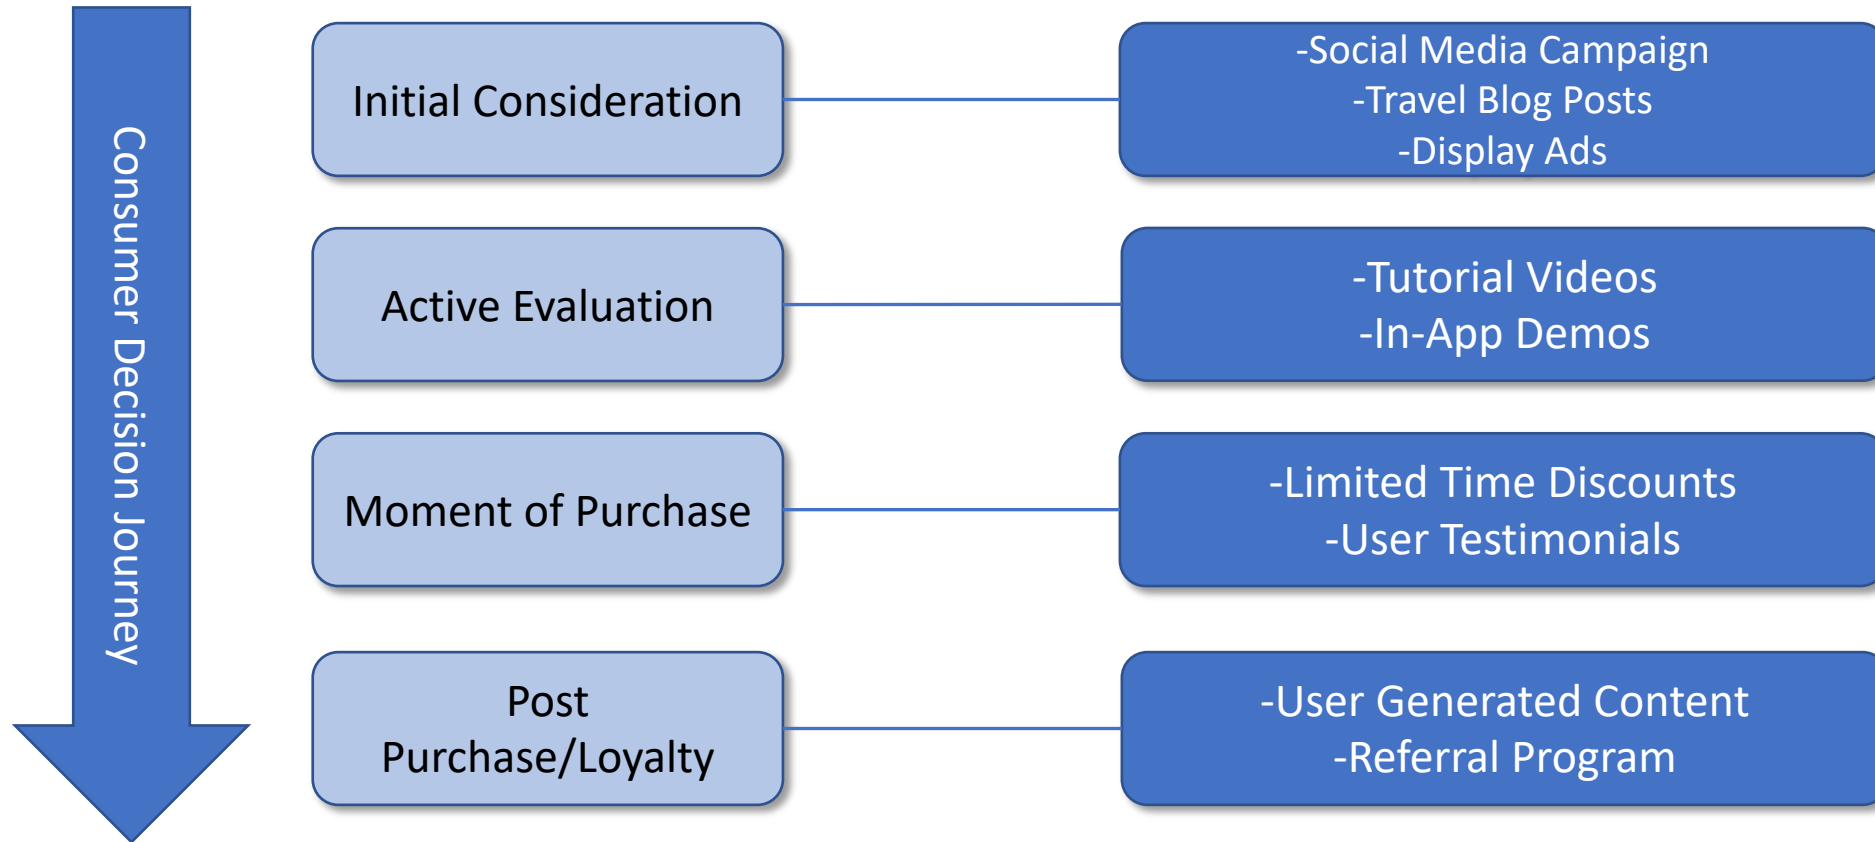 Consumer Decision Journey
Initial Consideration
-Social Media Campaign
-Travel Blog Posts
-Display Ads
Active Evaluation
-Tutorial Videos
-In-App Demos
Moment of Purchase
-Limited Time Discounts
-User Testimonials
Post
Purchase/Loyalty
-User Generated Content
-Referral Program